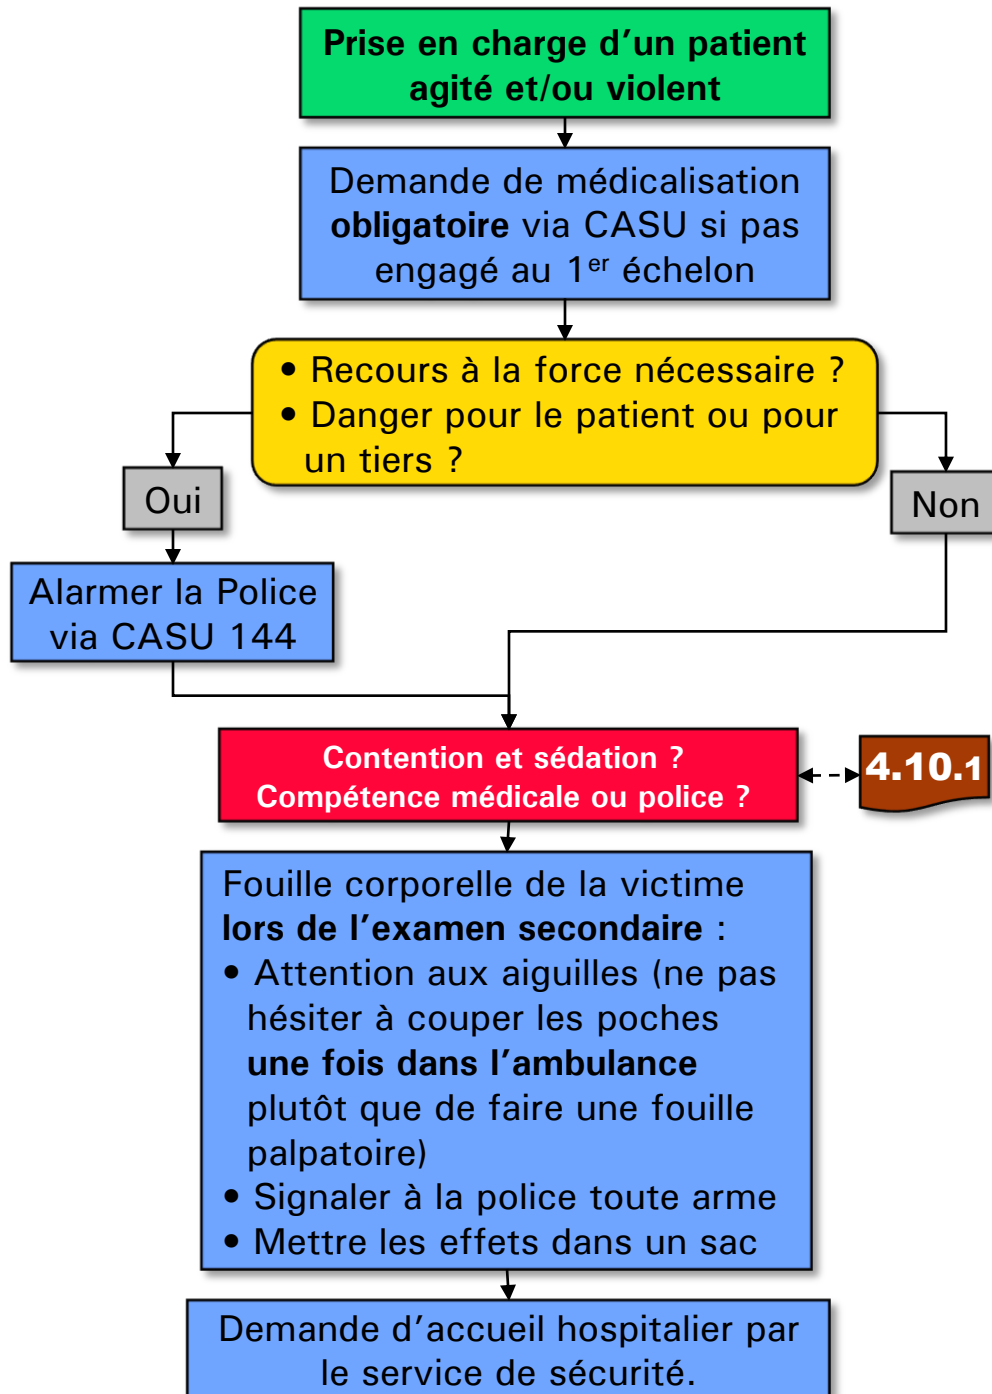 Prise en charge d’un patient
agité et/ou violent
Demande de médicalisation
obligatoire via CASU si pas
engagé au 1er échelon
• Recours à la force nécessaire ?
• Danger pour le patient ou pour
un tiers ?
Oui
Non
Alarmer la Police
via CASU 144
Contention et sédation ?
Compétence médicale ou police ?
4.10.1
Fouille corporelle de la victime
lors de l’examen secondaire :
• Attention aux aiguilles (ne pas
hésiter à couper les poches
une fois dans l’ambulance
plutôt que de faire une fouille
palpatoire)
• Signaler à la police toute arme
• Mettre les effets dans un sac
Demande d’accueil hospitalier par
le service de sécurité.